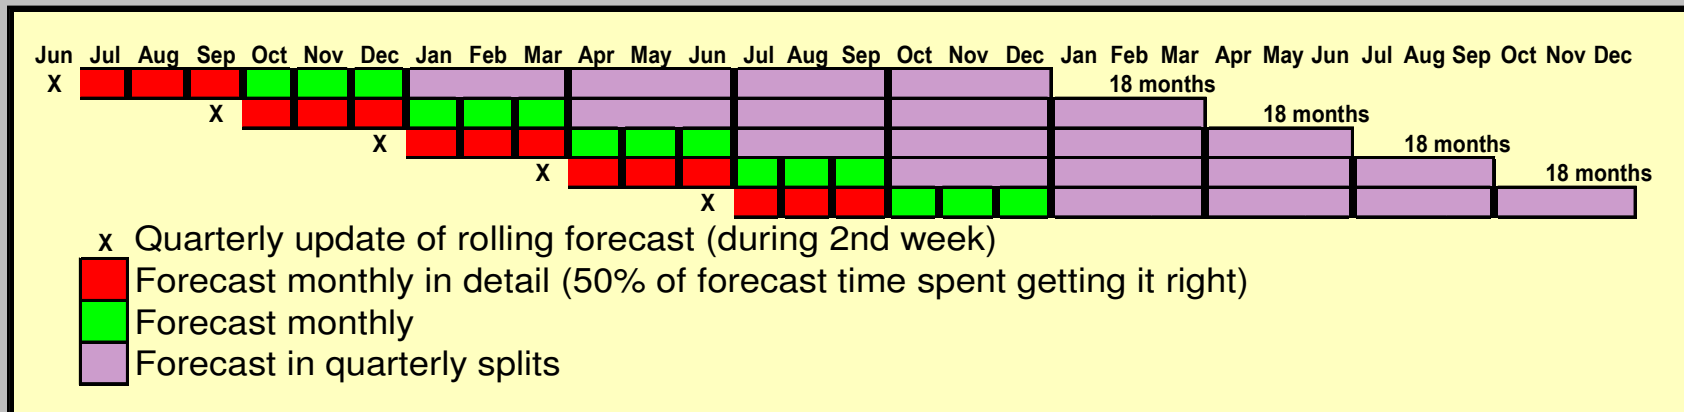 Jun Jul Aug Sep Oct Nov Dec Jan Feb Mar Apr May Jun Jul Aug Sep Oct Nov Dec Jan Feb Mar Apr May Jun Jul Aug Sep Oct Nov Dec
X 18 months
X 18 months
X 18 months
X 18 months
X
x Quarterly update of rolling forecast (during 2nd week)
Forecast monthly in detail (50% of forecast time spent getting it right)
Forecast monthly
Forecast in quarterly splits